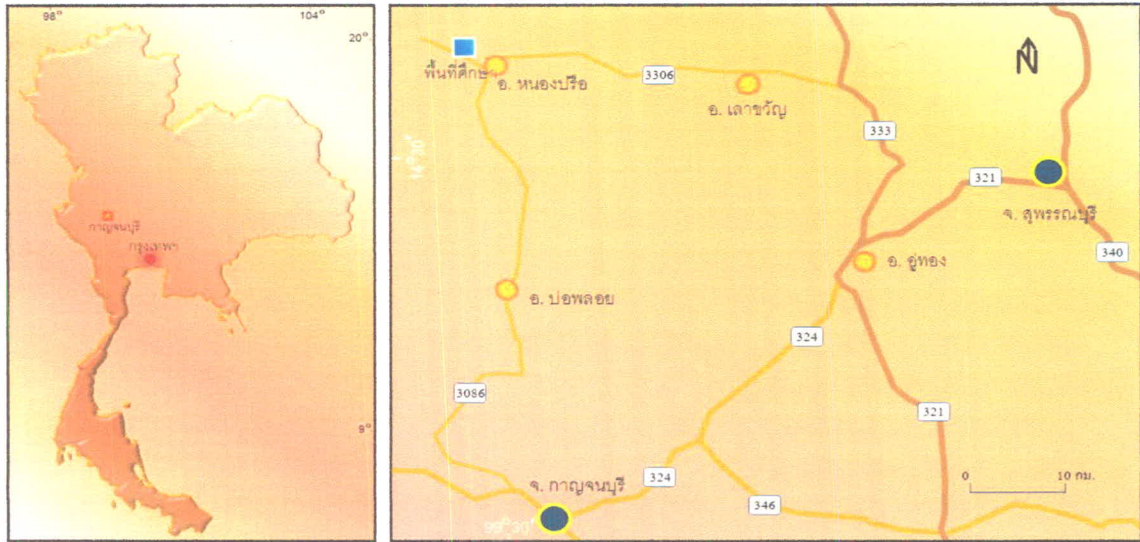 98°
104°
20°
กาญจนบุรี
กรุงเทพฯ
9°
N
พื้นที่ศึกษา
อ. หนองปรือ
3306
อ. เลาขวัญ
333
14°30'
321
จ. สุพรรณบุรี
340
อ. อู่ทอง
อ. บ่อพลอย
324
3086
321
324
จ. กาญจนบุรี
346
0 10 กม.
99°30'